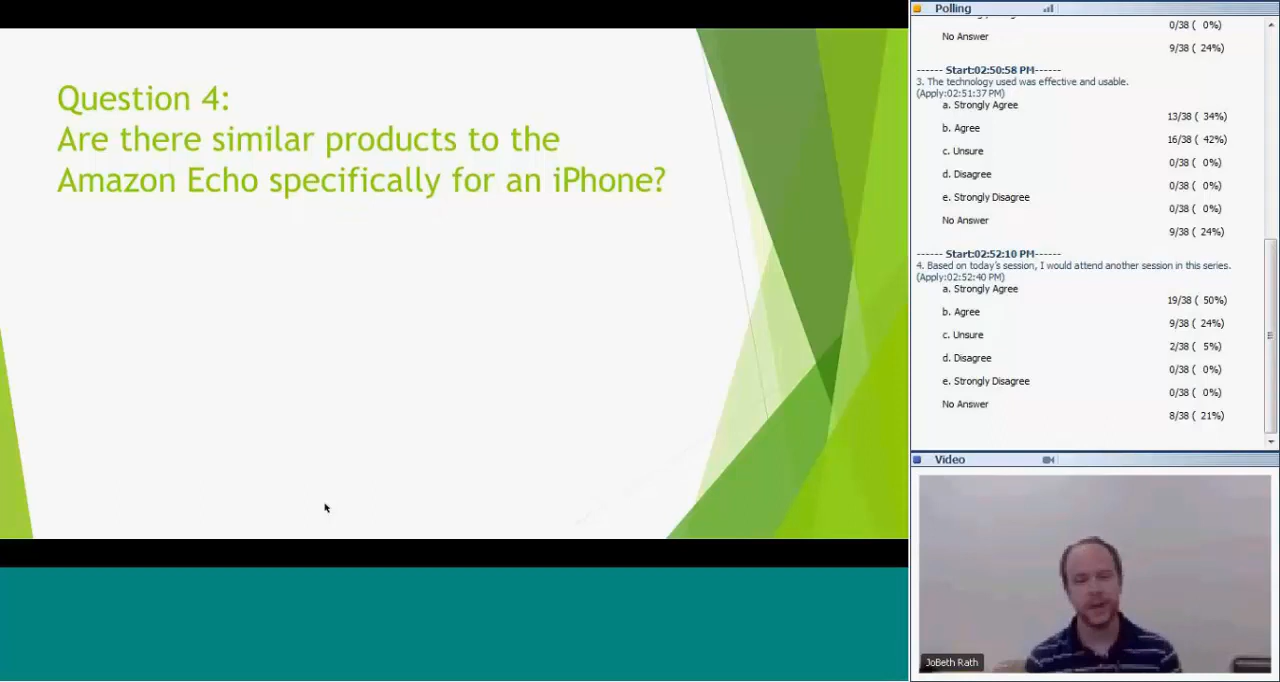 Question 4:
Are there similar products to the
Amazon Echo specifically for an iPhone?
Polling
0/38 ( 0%)
No Answer
9/38 ( 24%)
------ Start:02:50:58 PM------
3. The technology used was effective and usable.
(Apply:02:51:37 PM)
a. Strongly Agree
13/38 ( 34%)
b. Agree
16/38 ( 42%)
c. Unsure
0/38 ( 0%)
d. Disagree
0/38 ( 0%)
e. Strongly Disagree
0/38 ( 0%)
No Answer
9/38 ( 24%)
------ Start:02:52:10 PM------
4. Based on today's session, I would attend another session in this series.
(Apply:02:52:40 PM)
a. Strongly Agree
19/38 ( 50%)
b. Agree
9/38 ( 24%)
c. Unsure
2/38 ( 5%)
d. Disagree
0/38 ( 0%)
e. Strongly Disagree
0/38 ( 0%)
No Answer
8/38 ( 21%)
Video
JoBeth Rath